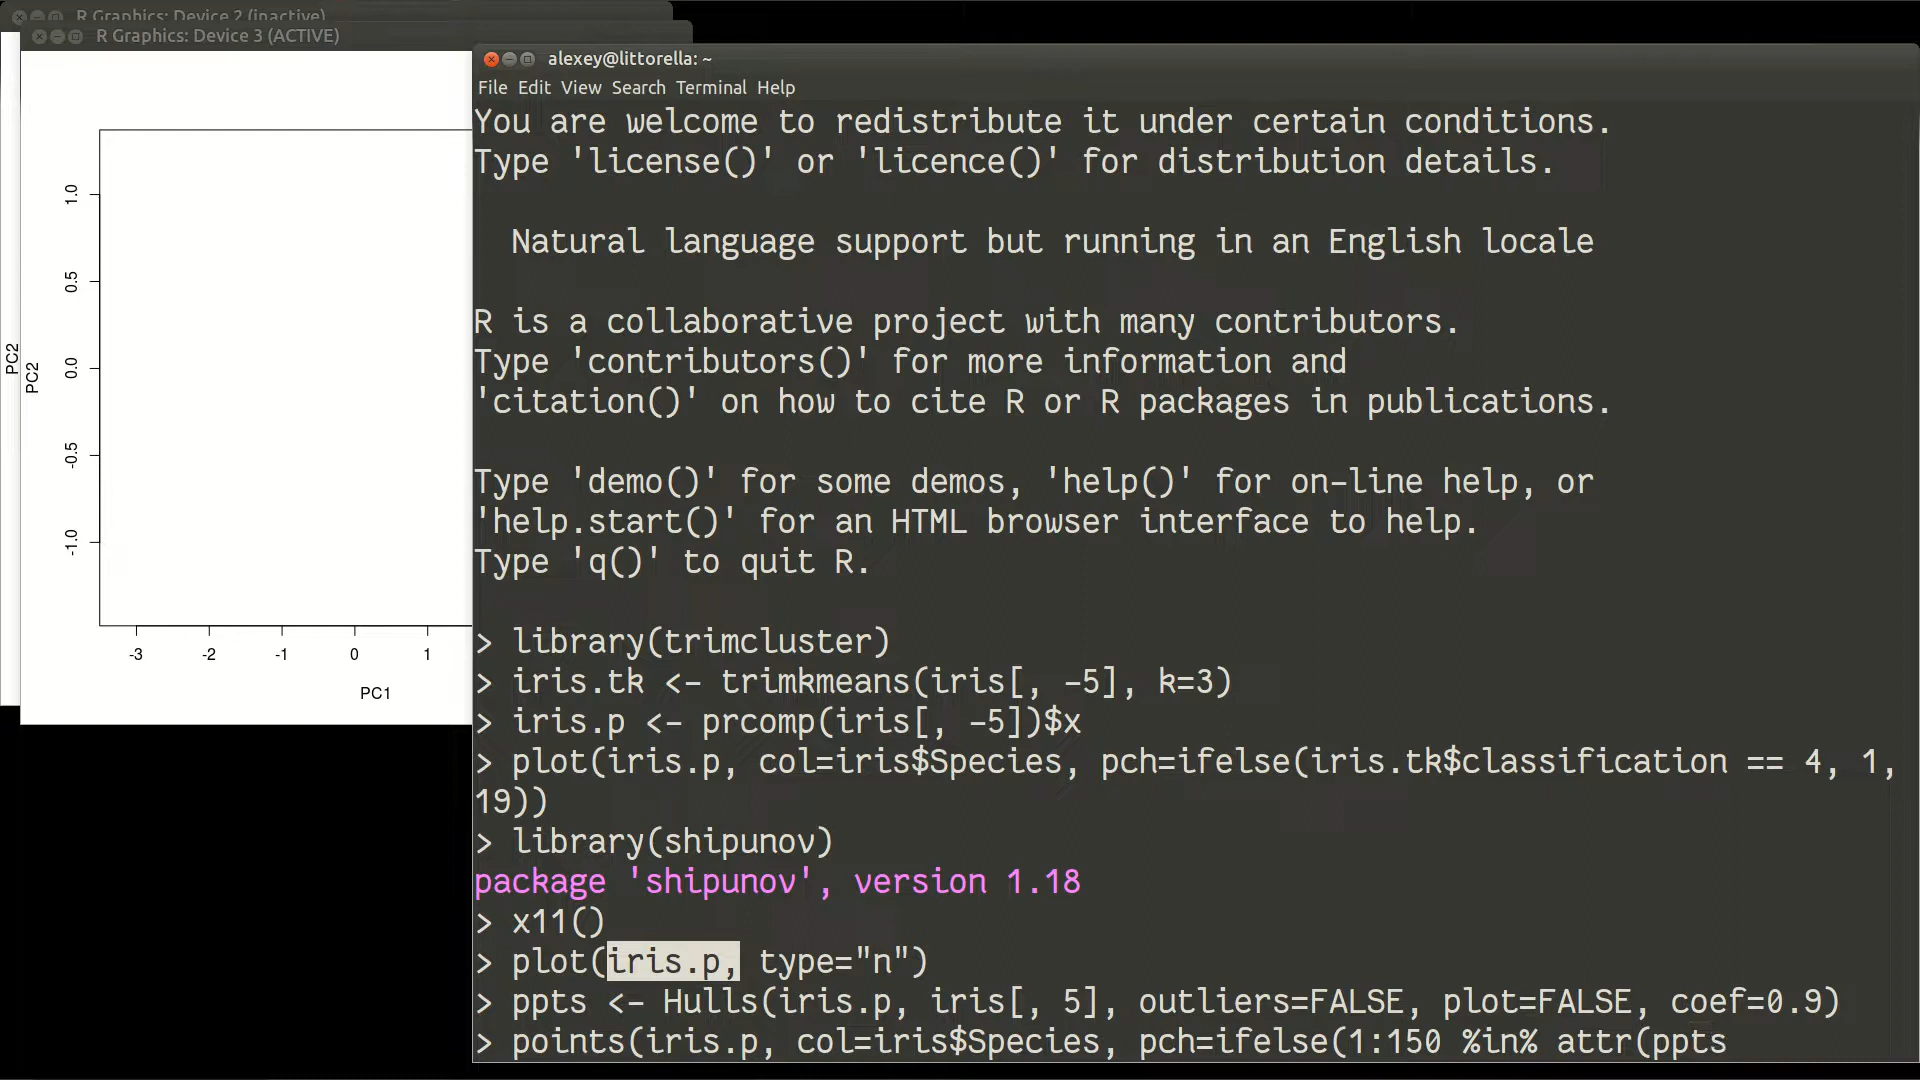 R Graphics: Device 2 (inactive)
R Graphics: Device 3 (ACTIVE)
PC2
PC2
1.0
0.5
0.0
-0.5
-1.0
-3 -2 -1 0 1
PC1
alexey@littorella: ~
File Edit View Search Terminal Help
You are welcome to redistribute it under certain conditions.
Type 'license()' or 'licence()' for distribution details.
Natural language support but running in an English locale
R is a collaborative project with many contributors.
Type 'contributors()' for more information and
'citation()' on how to cite R or R packages in publications.
Type 'demo()' for some demos, 'help()' for on-line help, or
'help.start()' for an HTML browser interface to help.
Type 'q()' to quit R.
> library(trimcluster)
> iris.tk <- trimkmeans(iris[, -5], k=3)
> iris.p <- prcomp(iris[, -5])$x
> plot(iris.p, col=iris$Species, pch=ifelse(iris.tk$classification == 4, 1,
19))
> library(shipunov)
package 'shipunov', version 1.18
> x11()
> plot(iris.p, type="n")
> ppts <- Hulls(iris.p, iris[, 5], outliers=FALSE, plot=FALSE, coef=0.9)
> points(iris.p, col=iris$Species, pch=ifelse(1:150 %in% attr(ppts